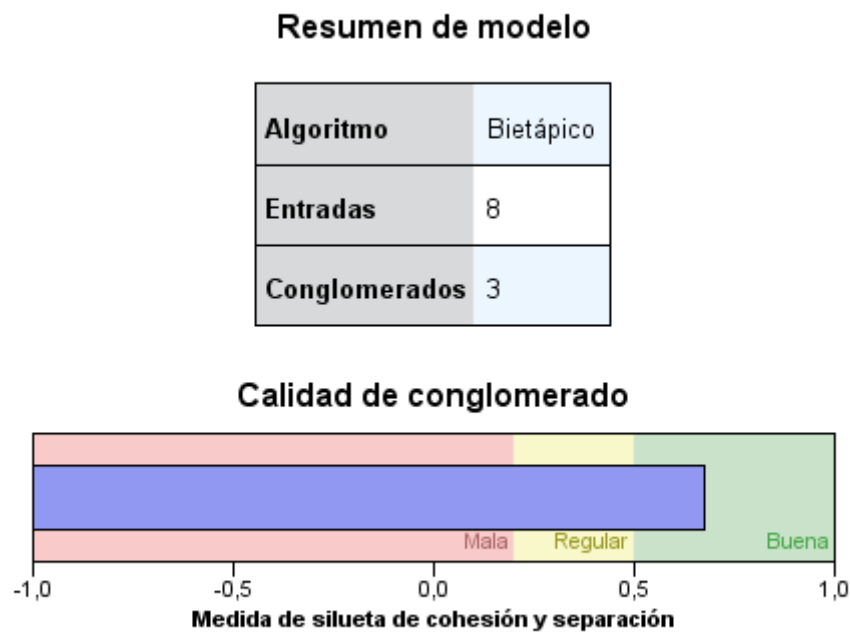 Resumen de modelo
Algoritmo Bietápico
Entradas 8
Conglomerados 3
Calidad de conglomerado
Mala Regular Buena
-1,0 -0,5 0,0 0,5 1,0
Medida de silueta de cohesión y separación